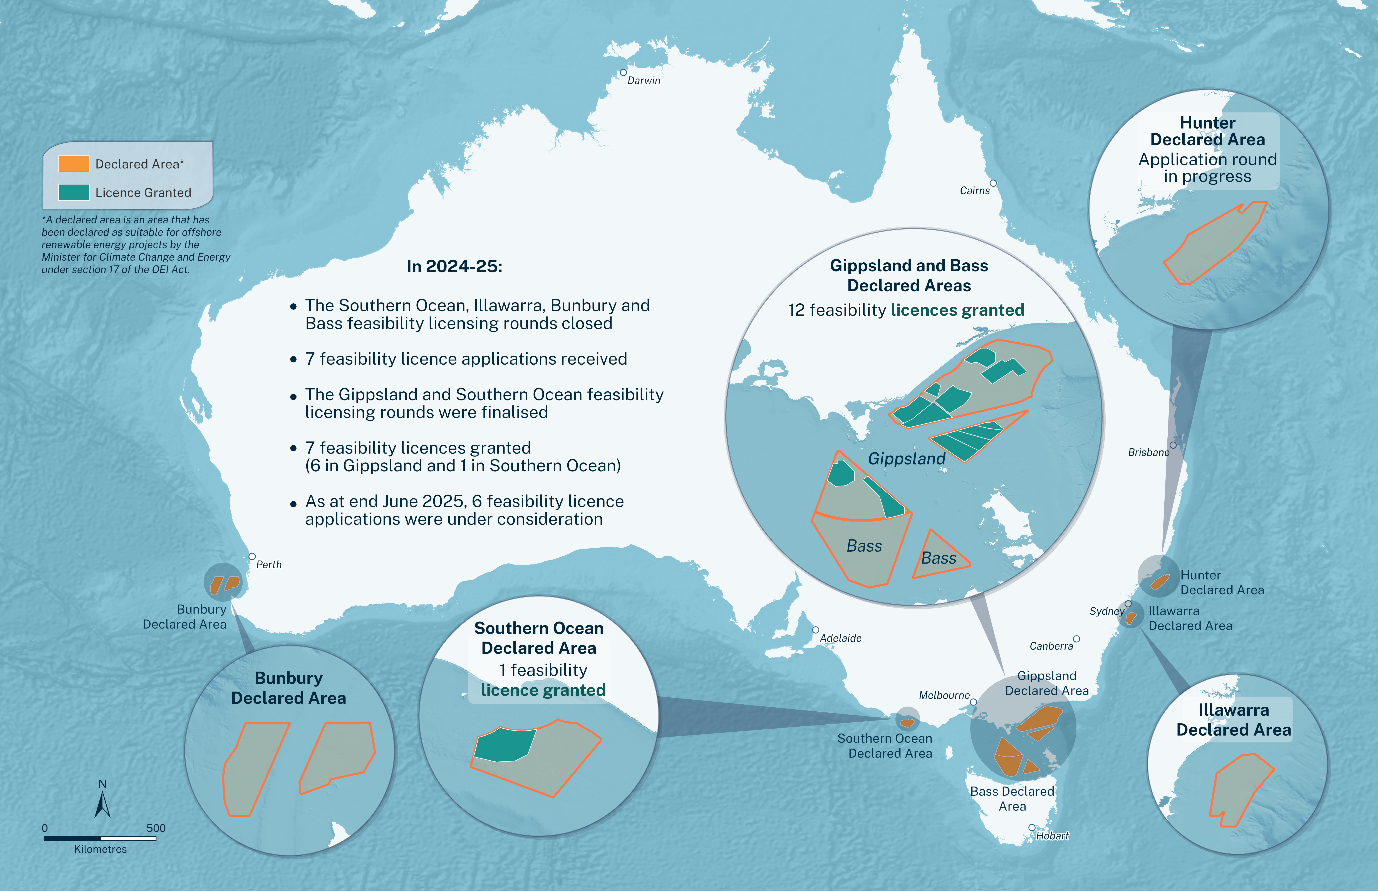 Darwin
Hunter
Declared Area
Application round
in progress
Declared Area*
Licence Granted
*A declared area is an area that has
been declared as suitable for offshore
renewable energy projects by the
Minister for Climate Change and Energy
under section 17 of the OEI Act.
Cairns
In 2024-25:
• The Southern Ocean, Illawarra, Bunbury and
Bass feasibility licensing rounds closed
• 7 feasibility licence applications received
• The Gippsland and Southern Ocean feasibility
licensing rounds were finalised
• 7 feasibility licences granted
(6 in Gippsland and 1 in Southern Ocean)
• As at end June 2025, 6 feasibility licence
applications were under consideration
Gippsland and Bass
Declared Areas
12 feasibility licences granted
Gippsland
Bass
Bass
Brisbane
Perth
Bunbury
Declared Area
Hunter
Declared Area
Sydney
Illawarra
Declared Area
Adelaide
Canberra
Melbourne
Gippsland
Declared Area
Southern Ocean
Declared Area
Bass Declared
Area
Hobart
Bunbury
Declared Area
Southern Ocean
Declared Area
1 feasibility
licence granted
Illawarra
Declared Area
N
0 500
Kilometres